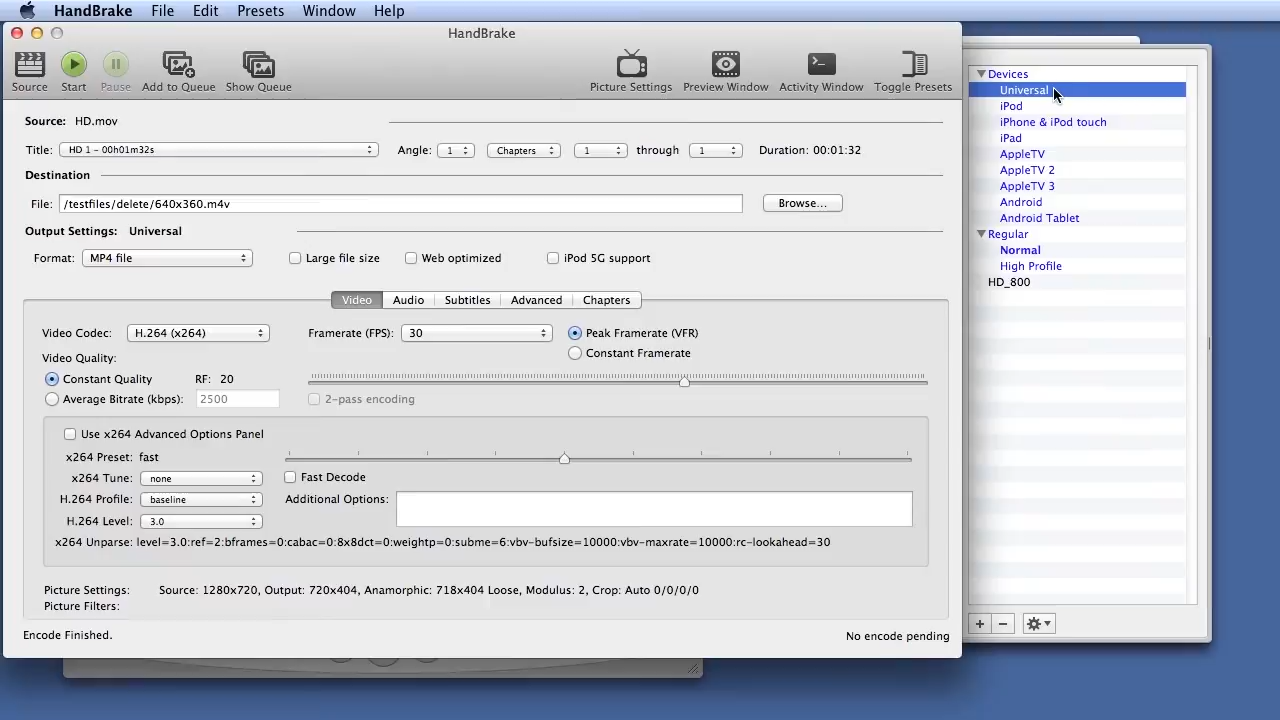 HandBrake File Edit Presets Window Help
HandBrake
Source Start Pause Add to Queue Show Queue Picture Settings Preview Window Activity Window Toggle Presets
Source: HD.mov
Title: HD 1 - 00h01m32s Angle: 1 Chapters 1 through 1 Duration: 00:01:32
Destination
File: /testfiles/delete/640x360.m4v Browse...
Output Settings: Universal
Format: MP4 file Large file size Web optimized iPod 5G support
Video Audio Subtitles Advanced Chapters
Video Codec: H.264 (x264) Framerate (FPS): 30 Peak Framerate (VFR)
Constant Framerate
Video Quality:
Constant Quality RF: 20
Average Bitrate (kbps): 2500 2-pass encoding
Use x264 Advanced Options Panel
x264 Preset: fast
x264 Tune: none Fast Decode
H.264 Profile: baseline Additional Options:
H.264 Level: 3.0
x264 Unparse: level=3.0:ref=2:bframes=0:cabac=0:8x8dct=0:weightp=0:subme=6:vbv-bufsize=10000:vbv-maxrate=10000:rc-lookahead=30
Picture Settings: Source: 1280x720, Output: 720x404, Anamorphic: 718x404 Loose, Modulus: 2, Crop: Auto 0/0/0/0
Picture Filters:
Encode Finished. No encode pending
Devices
Universal
iPod
iPhone & iPod touch
iPad
AppleTV
AppleTV 2
AppleTV 3
Android
Android Tablet
Regular
Normal
High Profile
HD_800